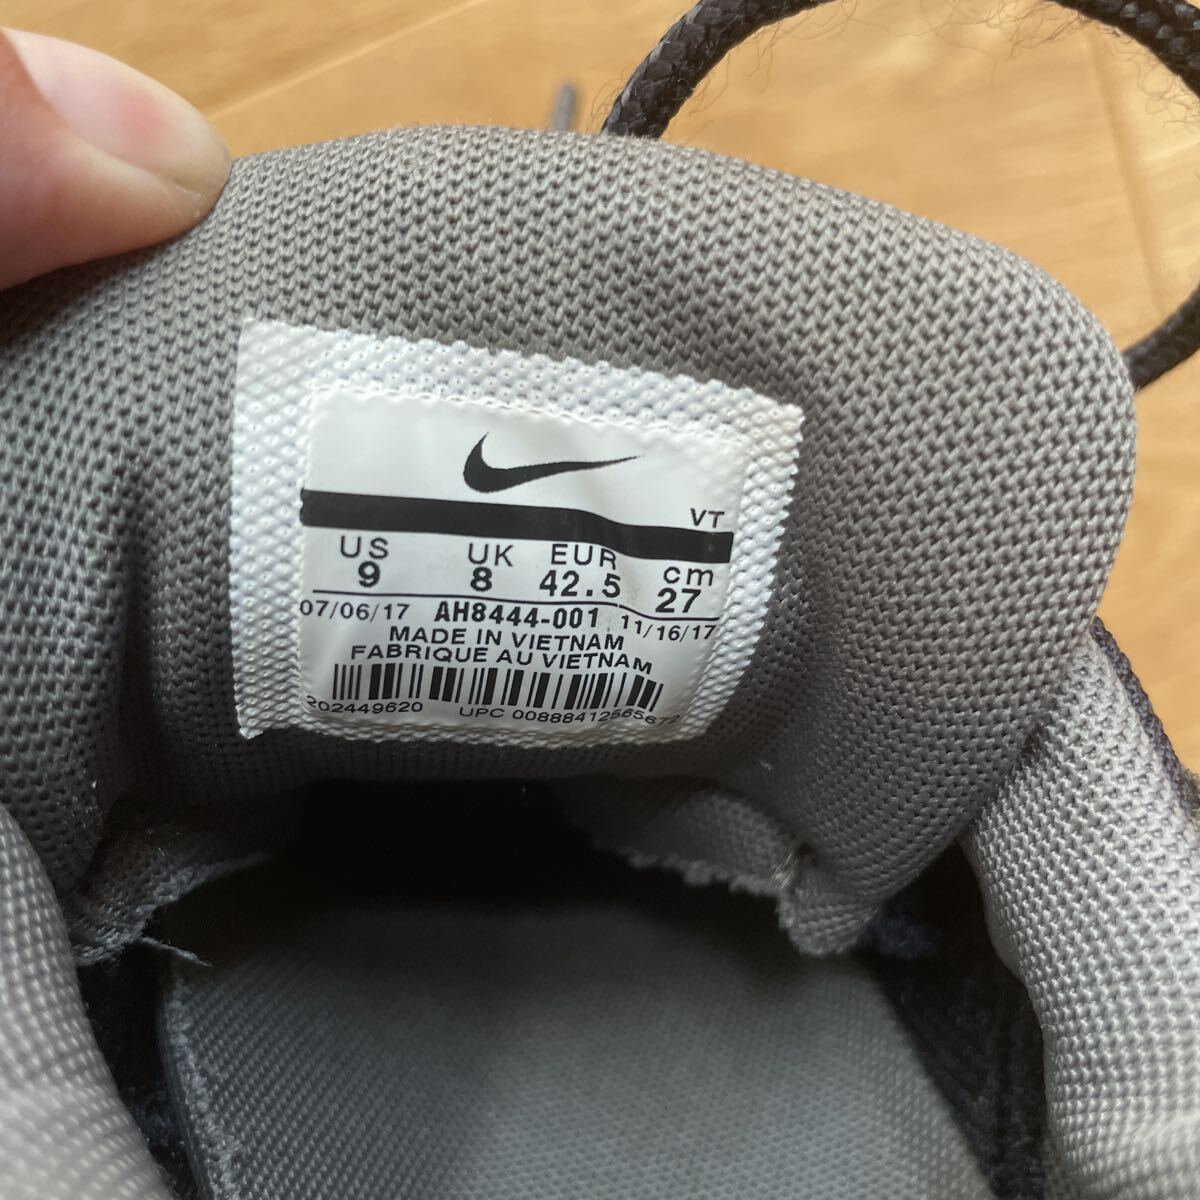 VT
US UK EUR cm
9 8 42.5 27
07/06/17 AH8444-001 11/16/17
MADE IN VIETNAM
FABRIQUE AU VIETNAM
202449620 UPC 00888412565672